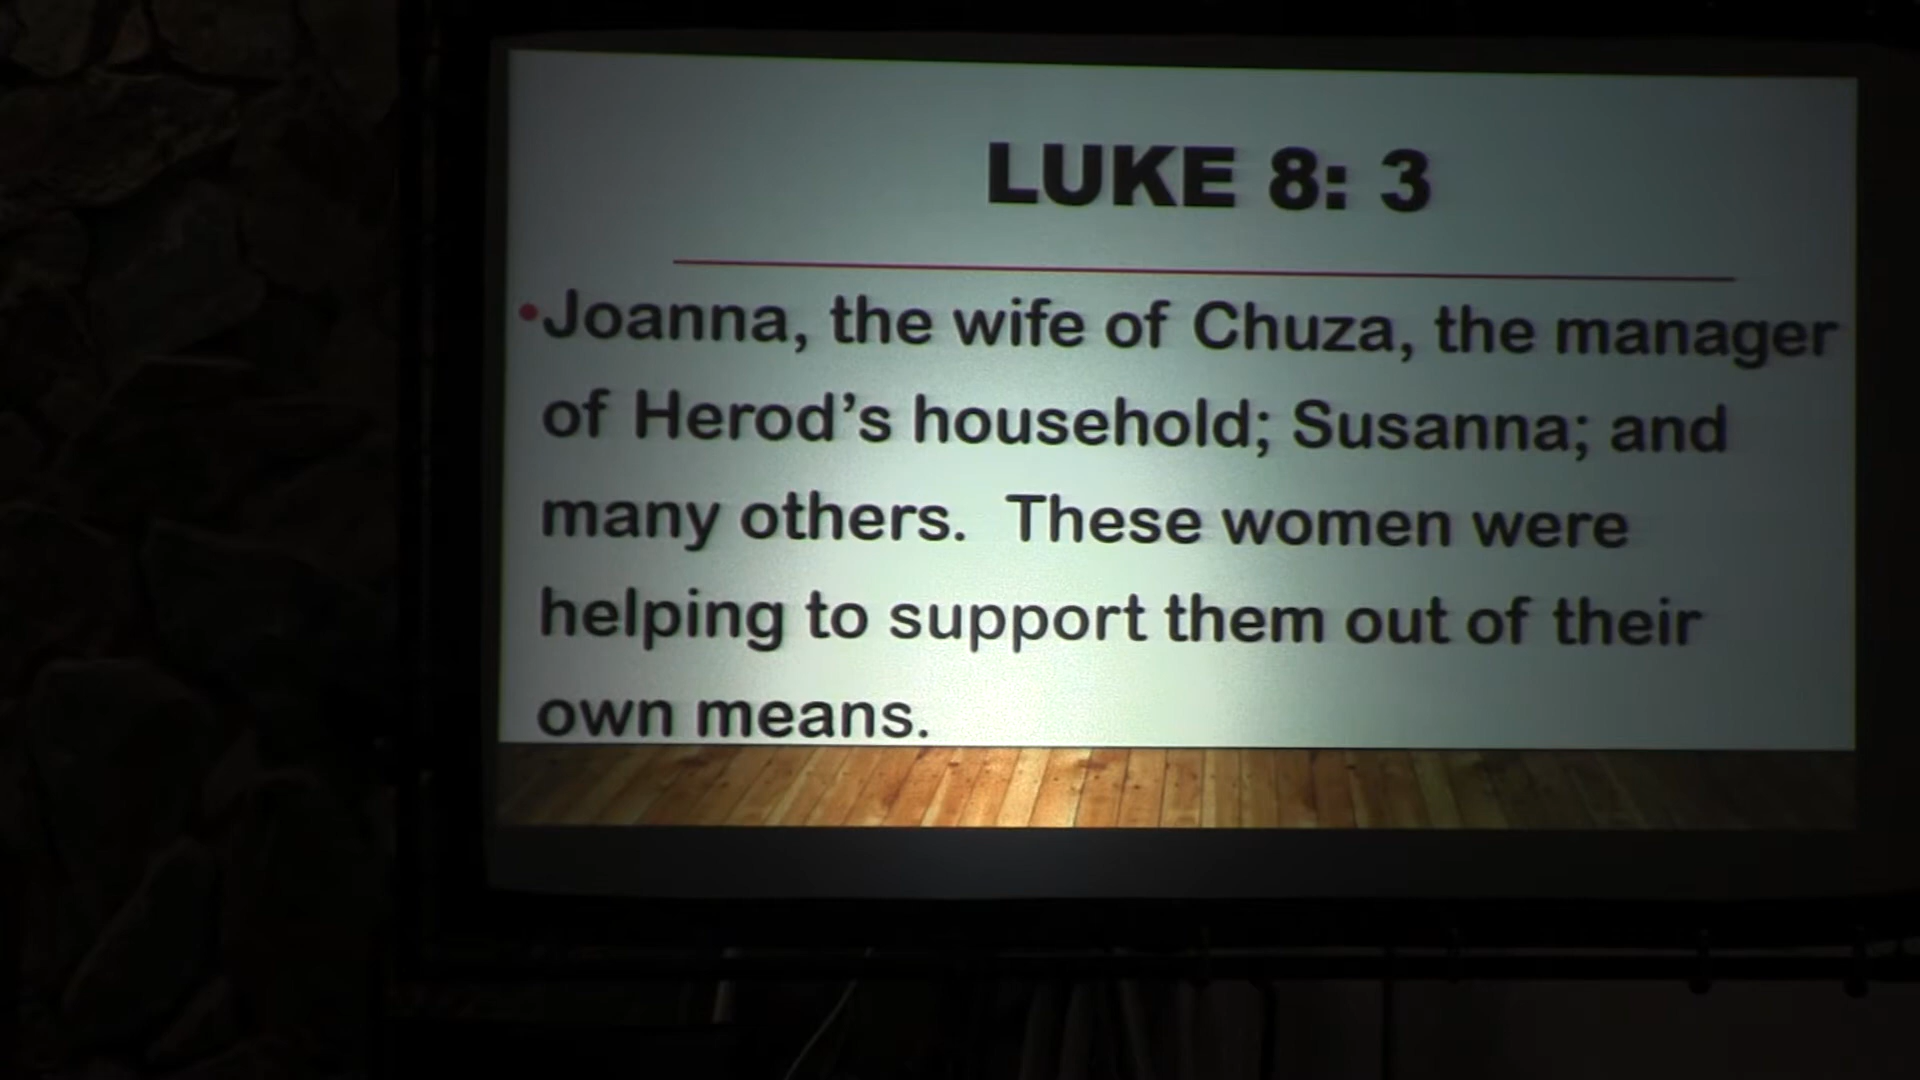 LUKE 8: 3
•Joanna, the wife of Chuza, the manager
of Herod’s household; Susanna; and
many others.  These women were
helping to support them out of their
own means.